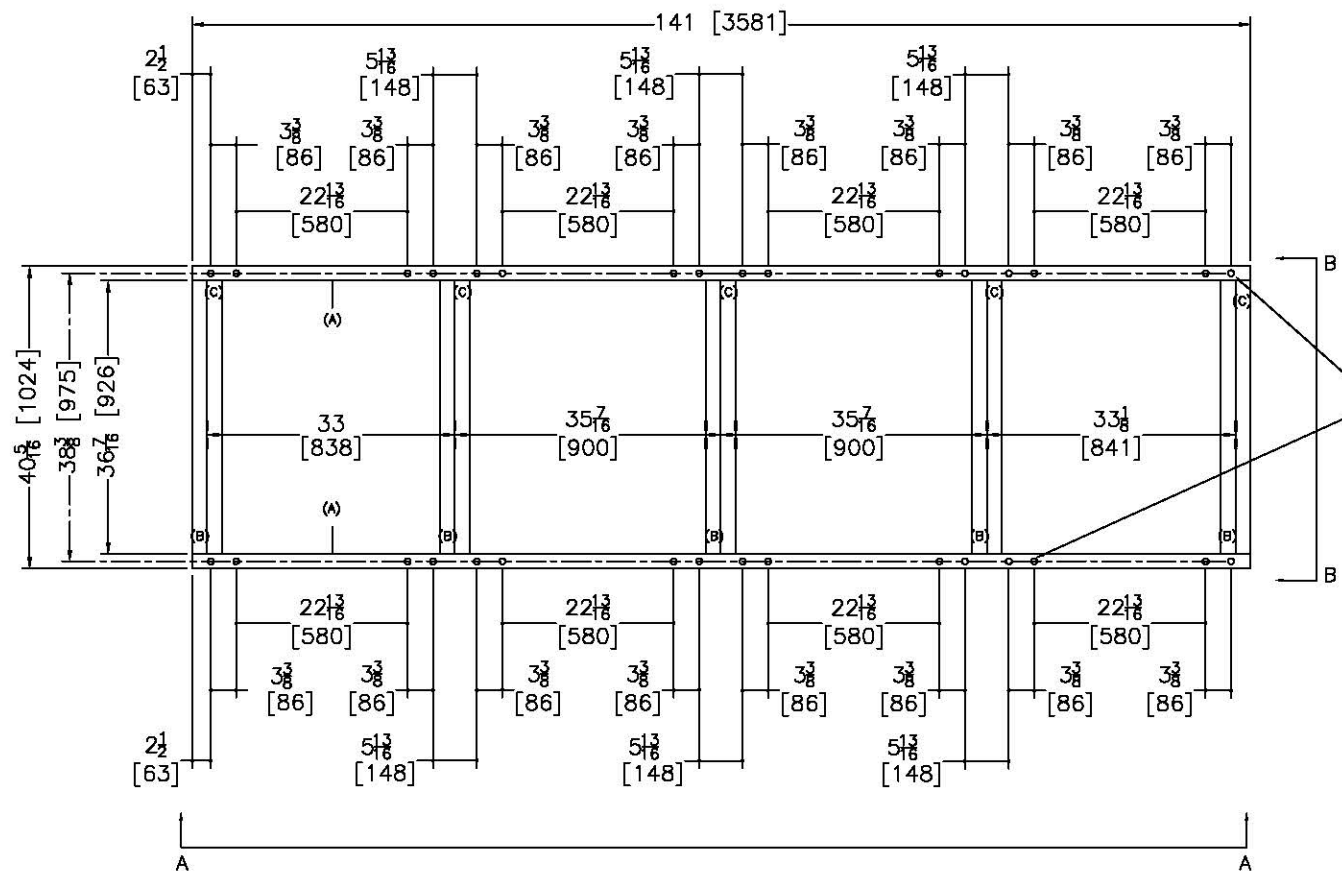 141 [3581]
2 1/2 5 13/16 5 13/16 5 13/16
[63] [148] [148] [148]
3 3/8 3 3/8 3 3/8 3 3/8 3 3/8 3 3/8 3 3/8 3 3/8
[86] [86] [86] [86] [86] [86] [86] [86]
22 13/16 22 13/16 22 13/16 22 13/16
[580] [580] [580] [580]
B
(C) (C) (C) (C) (C)
(A)
40 5/16 [1024]
38 3/8 [975]
36 7/16 [926]
33 35 7/16 35 7/16 33 1/8
[838] [900] [900] [841]
(A)
(B) (B) (B) (B) (B)
B
22 13/16 22 13/16 22 13/16 22 13/16
[580] [580] [580] [580]
3 3/8 3 3/8 3 3/8 3 3/8 3 3/8 3 3/8 3 3/8 3 3/8
[86] [86] [86] [86] [86] [86] [86] [86]
2 1/2 5 13/16 5 13/16 5 13/16
[63] [148] [148] [148]
A A